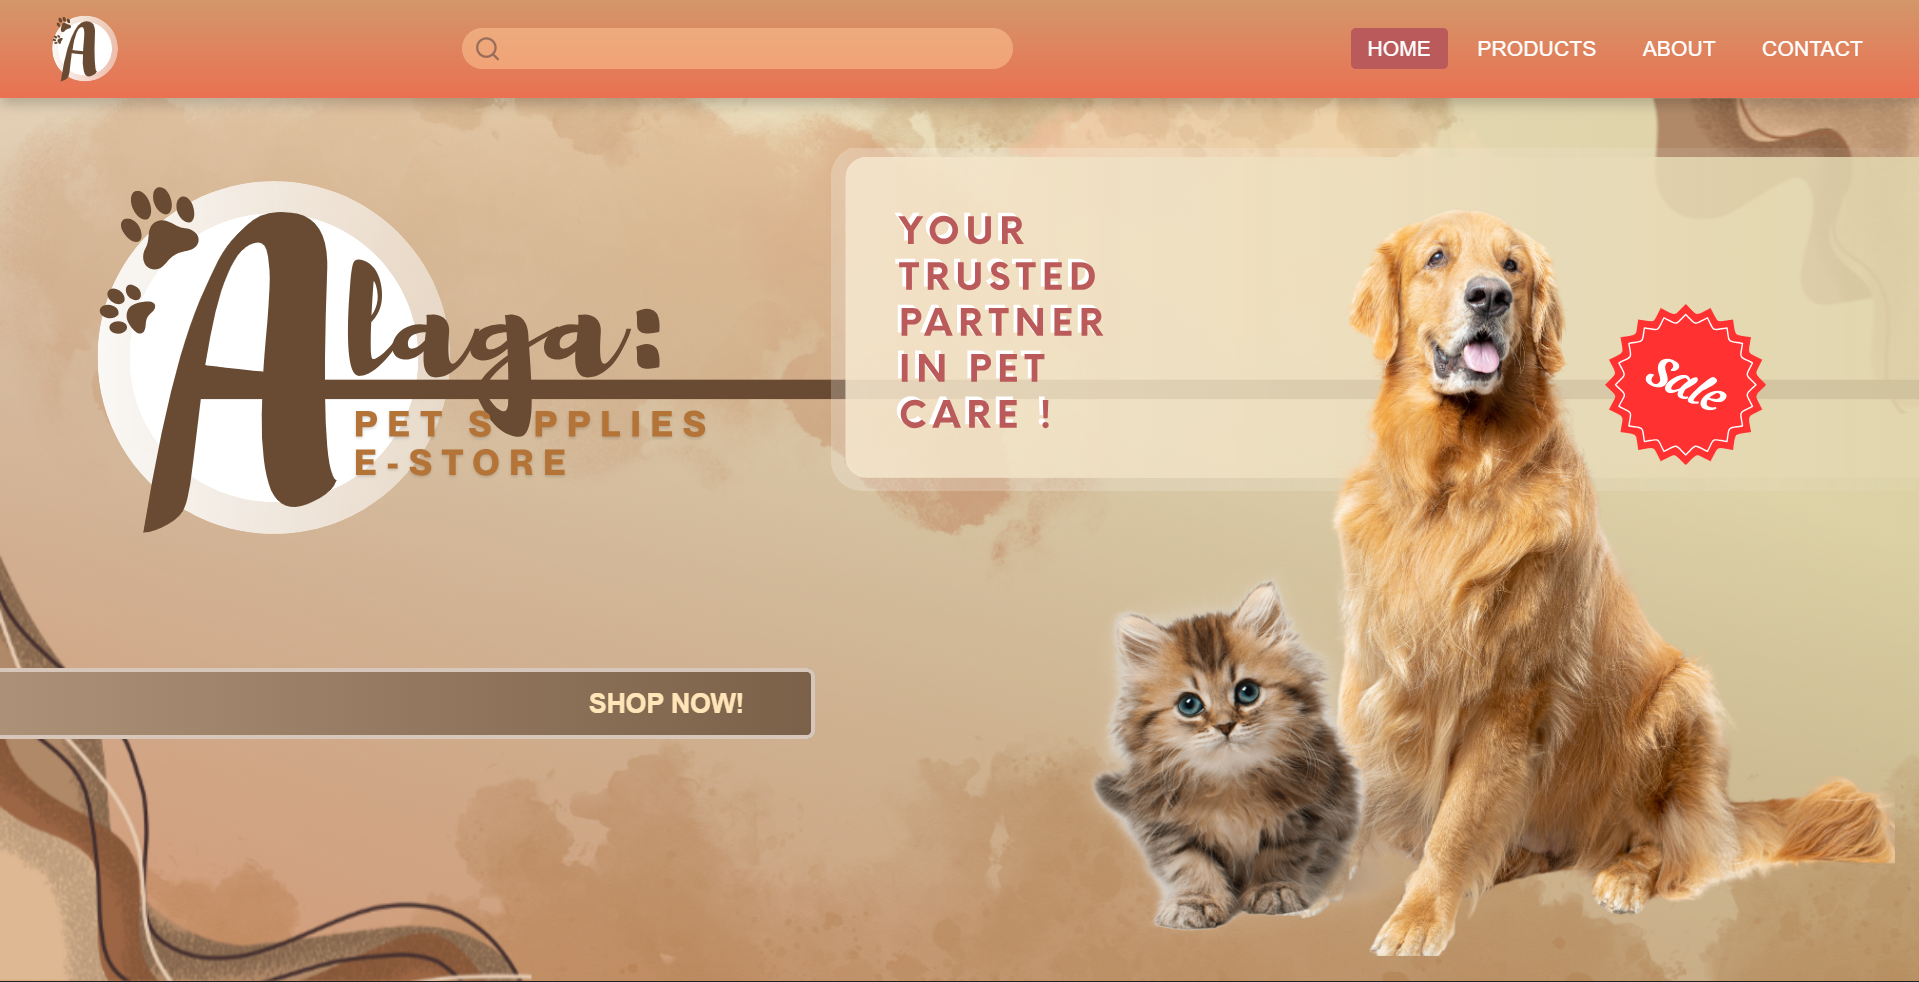 A
HOME
PRODUCTS
ABOUT
CONTACT
Alaga:
PET SUPPLIES
E-STORE
YOUR
TRUSTED
PARTNER
IN PET
CARE !
Sale
SHOP NOW!